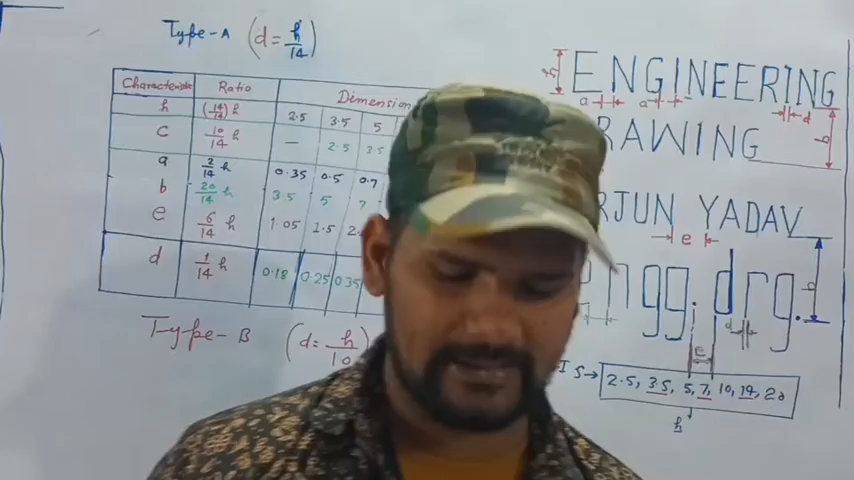 Type-A (d = h/14)
Characteristic Ratio Dimension
h (14/14)h 2.5 3.5 5
c 10/14 h — 2.5 3.5
a 2/14 h 0.35 0.5 0.7
b 20/14 h 3.5 5 7
e 6/14 h 1.05 1.5 2.
d 1/14 h 0.18 0.25 0.35
Type-B (d = h/10
ENGINEERING
a a d
RAWING
b
RJUN YADAV
e
ngg. drg.
b
d
e
IS→ 2.5, 3.5, 5, 7, 10, 14, 20
h